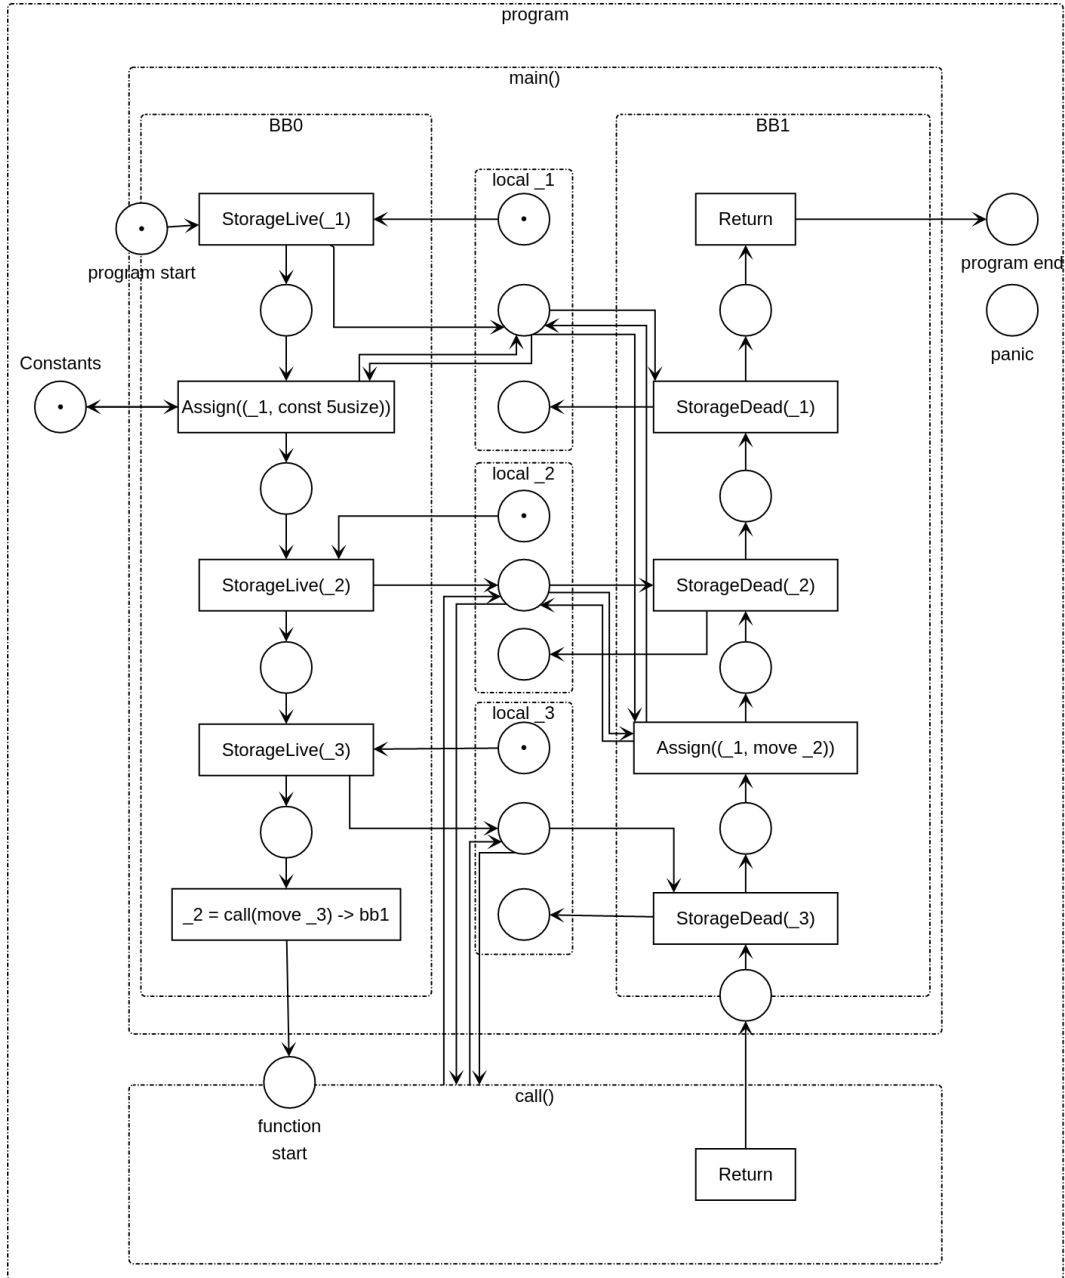 program
main()
BB0
BB1
local _1
StorageLive(_1)
Return
program start
program end
panic
Constants
Assign((_1, const 5usize))
StorageDead(_1)
local _2
StorageLive(_2)
StorageDead(_2)
local _3
StorageLive(_3)
Assign((_1, move _2))
_2 = call(move _3) -> bb1
StorageDead(_3)
call()
function
start
Return